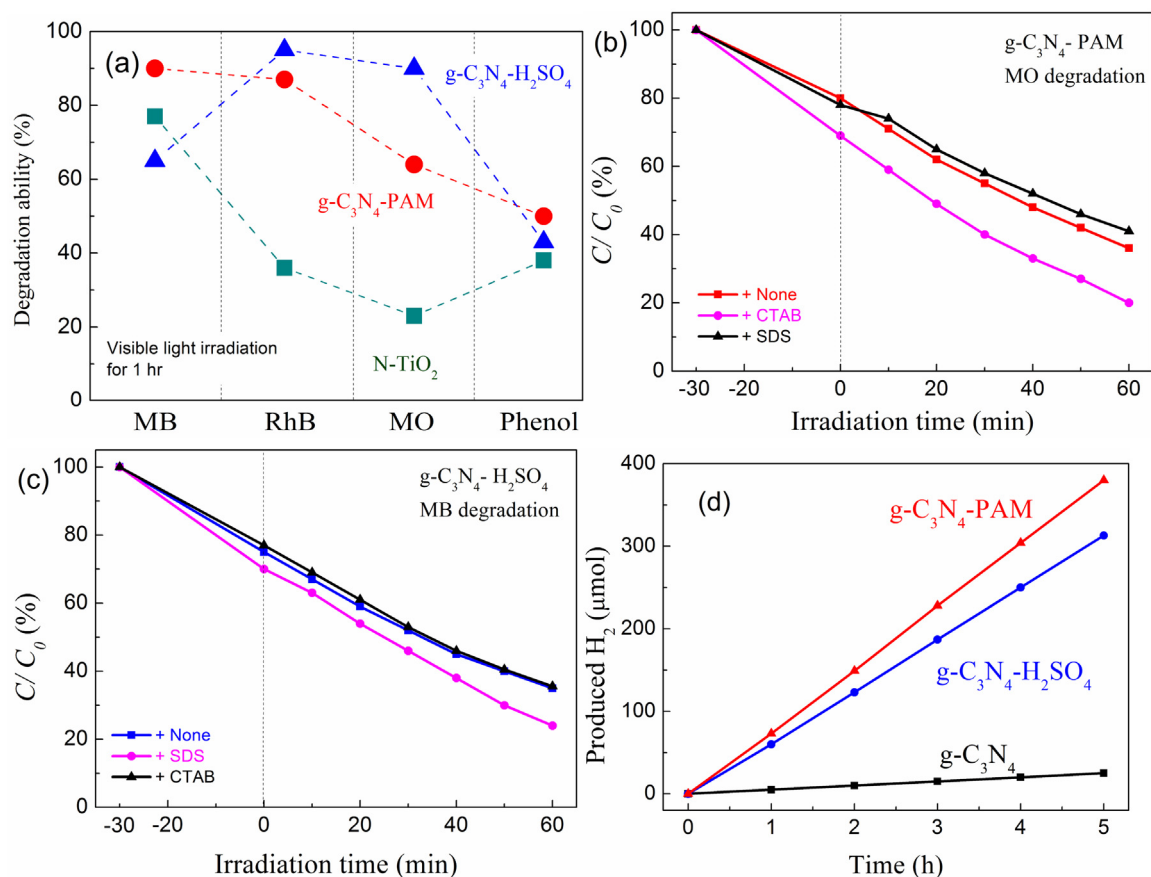 (a)
g-C₃N₄-H₂SO₄
g-C₃N₄-PAM
N-TiO₂
Visible light irradiation
for 1 hr
Degradation ability (%)
100
80
60
40
20
0
MB RhB MO Phenol
(b)
g-C₃N₄- PAM
MO degradation
C/ C₀ (%)
100
80
60
40
20
0
+ None
+ CTAB
+ SDS
-30 -20 0 20 40 60
Irradiation time (min)
(c)
g-C₃N₄- H₂SO₄
MB degradation
C/ C₀ (%)
100
80
60
40
20
0
+ None
+ SDS
+ CTAB
-30 -20 0 20 40 60
Irradiation time (min)
(d)
g-C₃N₄-PAM
g-C₃N₄-H₂SO₄
g-C₃N₄
Produced H₂ (μmol)
400
300
200
100
0
0 1 2 3 4 5
Time (h)